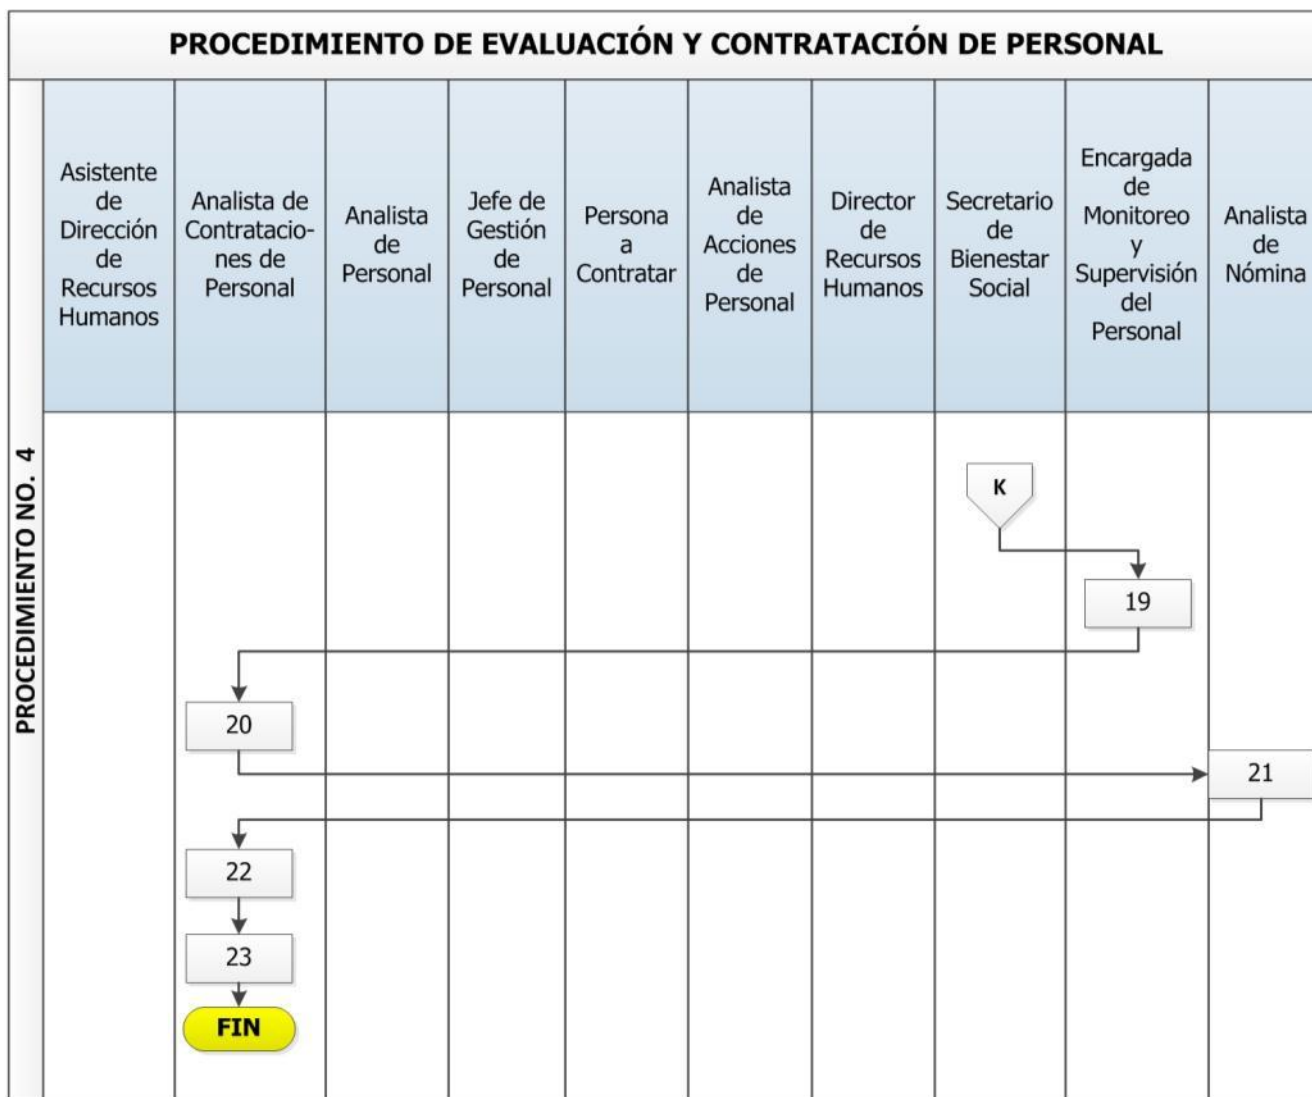 PROCEDIMIENTO DE EVALUACIÓN Y CONTRATACIÓN DE PERSONAL
PROCEDIMIENTO NO. 4
Asistente
de
Dirección
de
Recursos
Humanos
Analista de
Contratacio-
nes de
Personal
Analista
de
Personal
Jefe de
Gestión
de
Personal
Persona
a
Contratar
Analista
de
Acciones
de
Personal
Director
de
Recursos
Humanos
Secretario
de
Bienestar
Social
Encargada
de
Monitoreo
y
Supervisión
del
Personal
Analista
de
Nómina
K
19
20
21
22
23
FIN